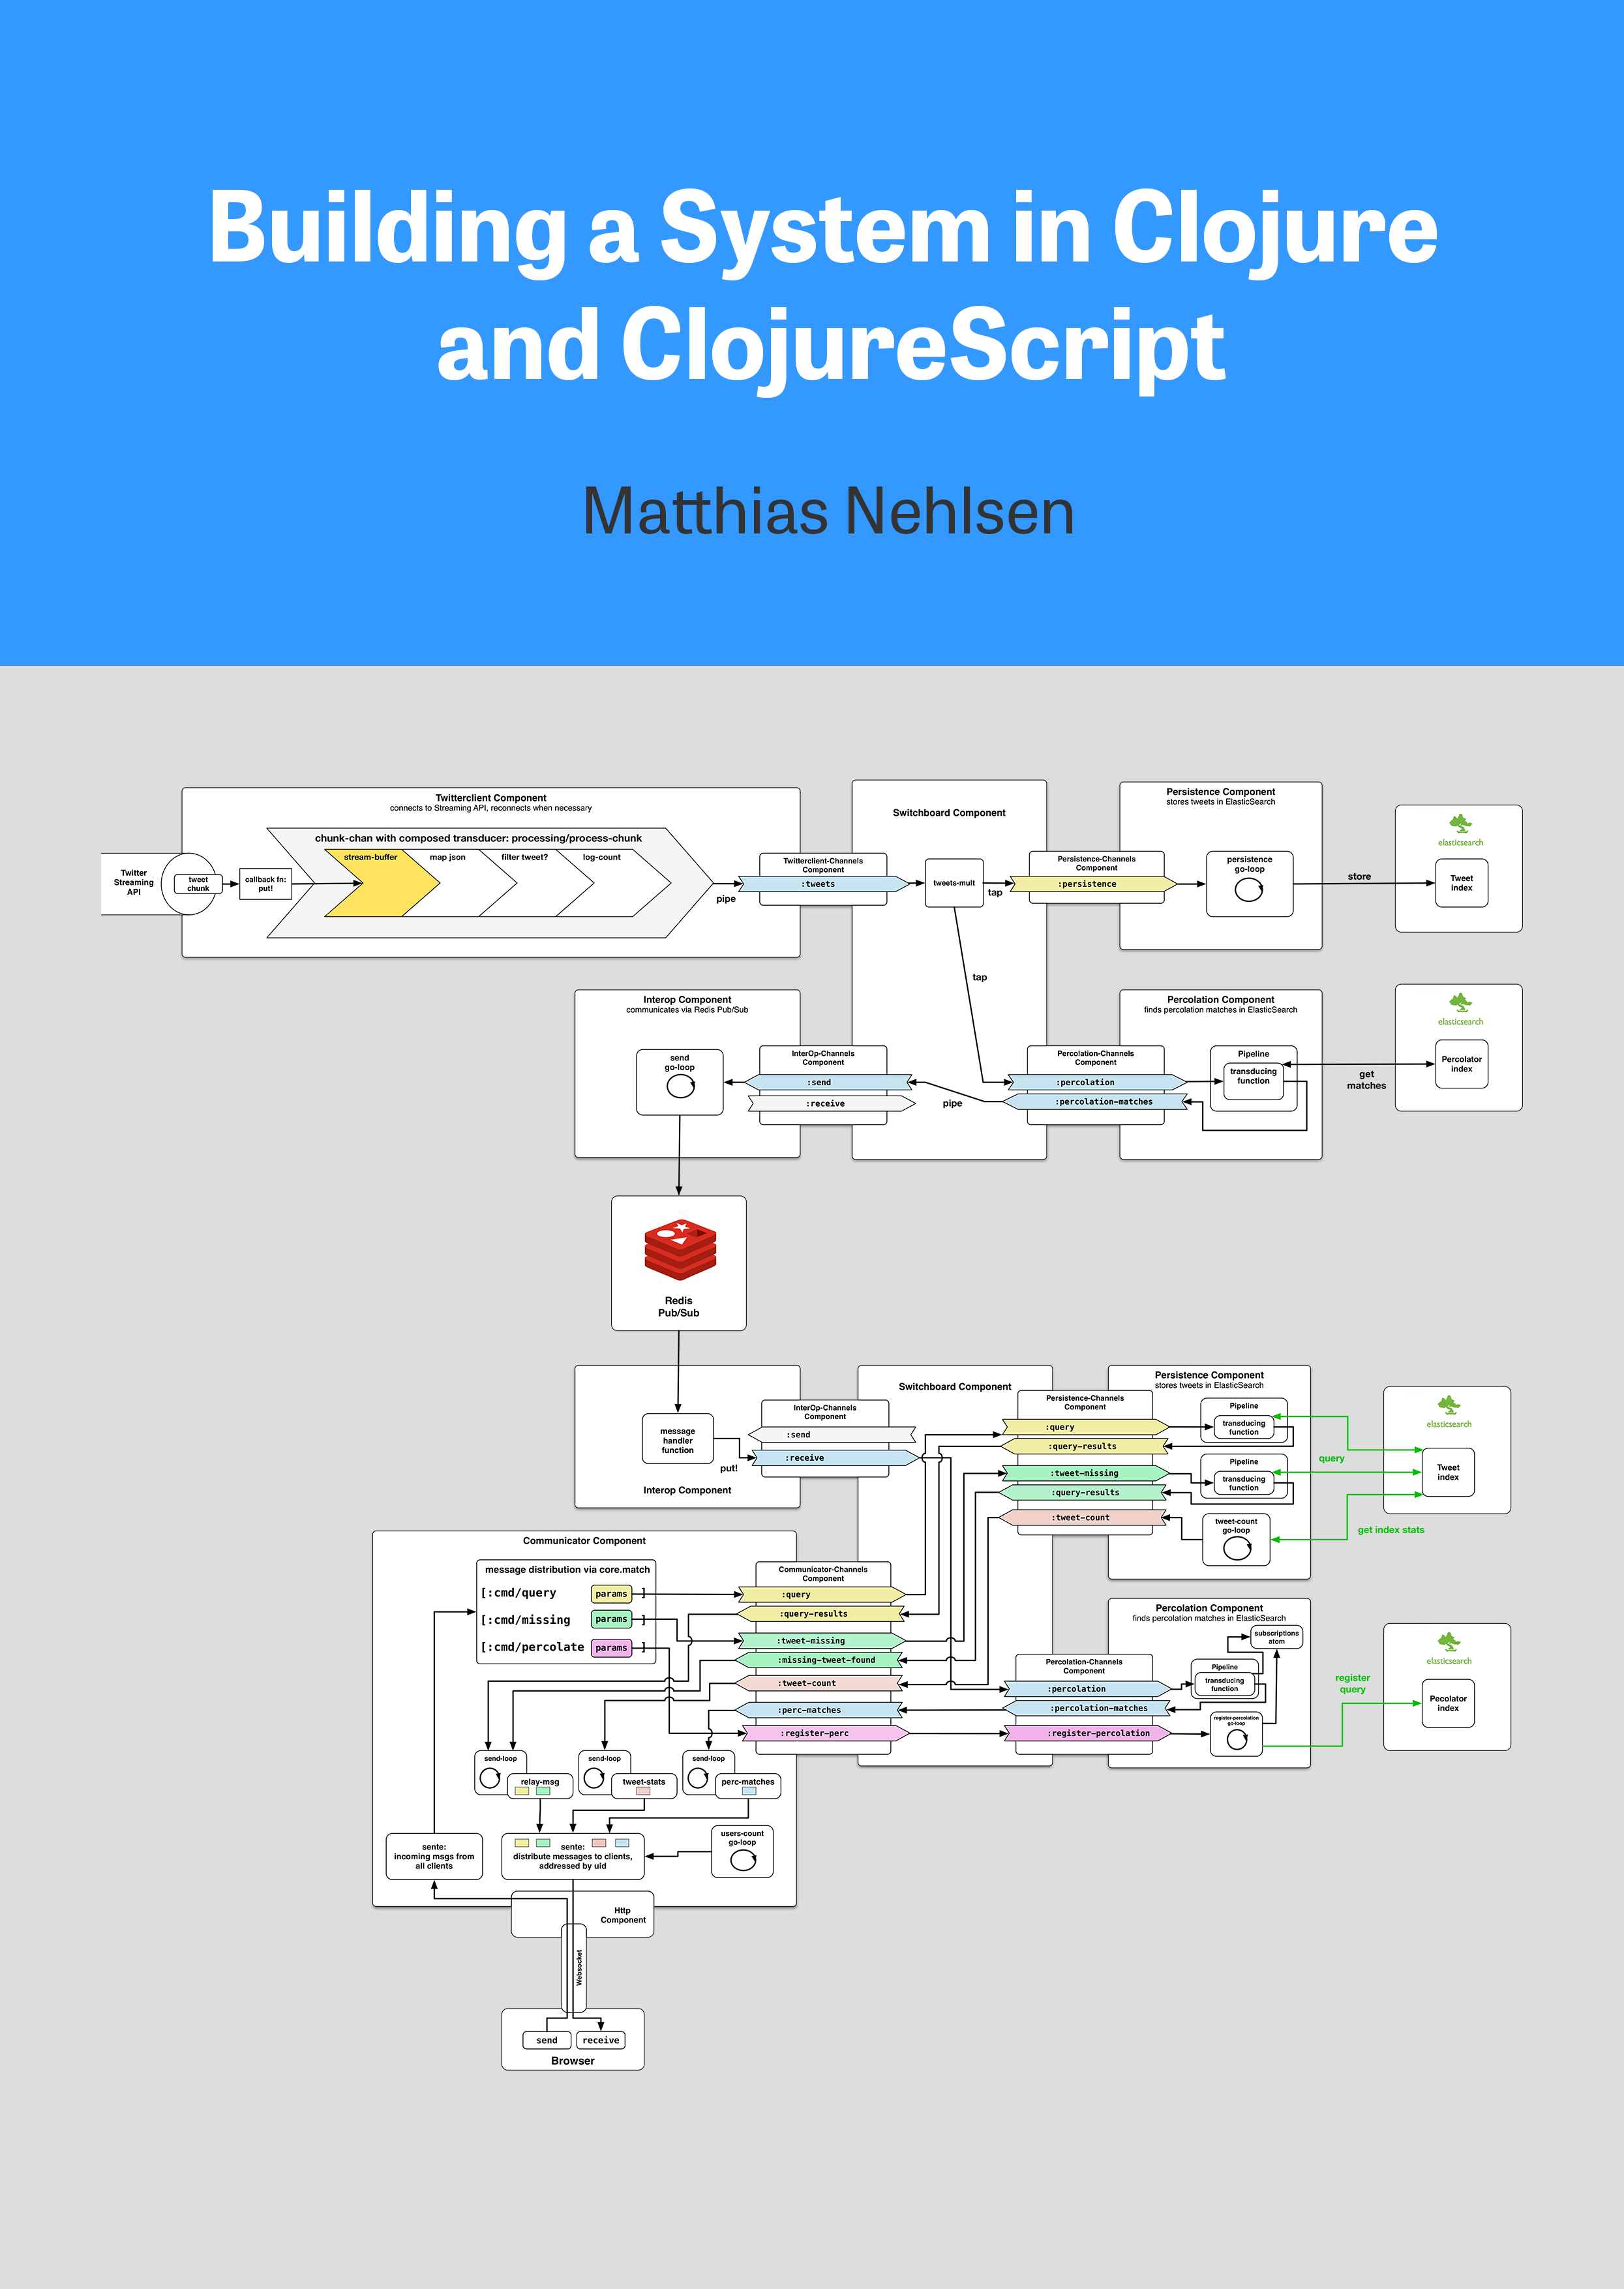 Building a System in Clojure
and ClojureScript
Matthias Nehlsen
Twitterclient Component
connects to Streaming API, reconnects when necessary
chunk-chan with composed transducer: processing/process-chunk
stream-buffer
map json
filter tweet?
log-count
Twitter
Streaming
API
tweet
chunk
callback fn:
put!
pipe
Twitterclient-Channels
Component
:tweets
Switchboard Component
tweets-mult
tap
tap
Persistence Component
stores tweets in ElasticSearch
Persistence-Channels
Component
:persistence
persistence
go-loop
store
elasticsearch
Tweet
index
Interop Component
communicates via Redis Pub/Sub
send
go-loop
InterOp-Channels
Component
:send
:receive
pipe
Percolation Component
finds percolation matches in ElasticSearch
Percolation-Channels
Component
:percolation
:percolation-matches
Pipeline
transducing
function
get
matches
elasticsearch
Percolator
index
Redis
Pub/Sub
message
handler
function
put!
Interop Component
InterOp-Channels
Component
:send
:receive
Switchboard Component
Persistence Component
stores tweets in ElasticSearch
Persistence-Channels
Component
:query
:query-results
:tweet-missing
:query-results
:tweet-count
Pipeline
transducing
function
Pipeline
transducing
function
tweet-count
go-loop
query
get index stats
elasticsearch
Tweet
index
Communicator Component
message distribution via core.match
[:cmd/query params ]
[:cmd/missing params ]
[:cmd/percolate params ]
Communicator-Channels
Component
:query
:query-results
:tweet-missing
:missing-tweet-found
:tweet-count
:perc-matches
:register-perc
Percolation Component
finds percolation matches in ElasticSearch
Percolation-Channels
Component
:percolation
:percolation-matches
:register-percolation
subscriptions
atom
Pipeline
transducing
function
register-percolation
go-loop
register
query
elasticsearch
Pecolator
index
send-loop
relay-msg
send-loop
tweet-stats
send-loop
perc-matches
sente:
incoming msgs from
all clients
sente:
distribute messages to clients,
addressed by uid
users-count
go-loop
Http
Component
Websocket
send
receive
Browser